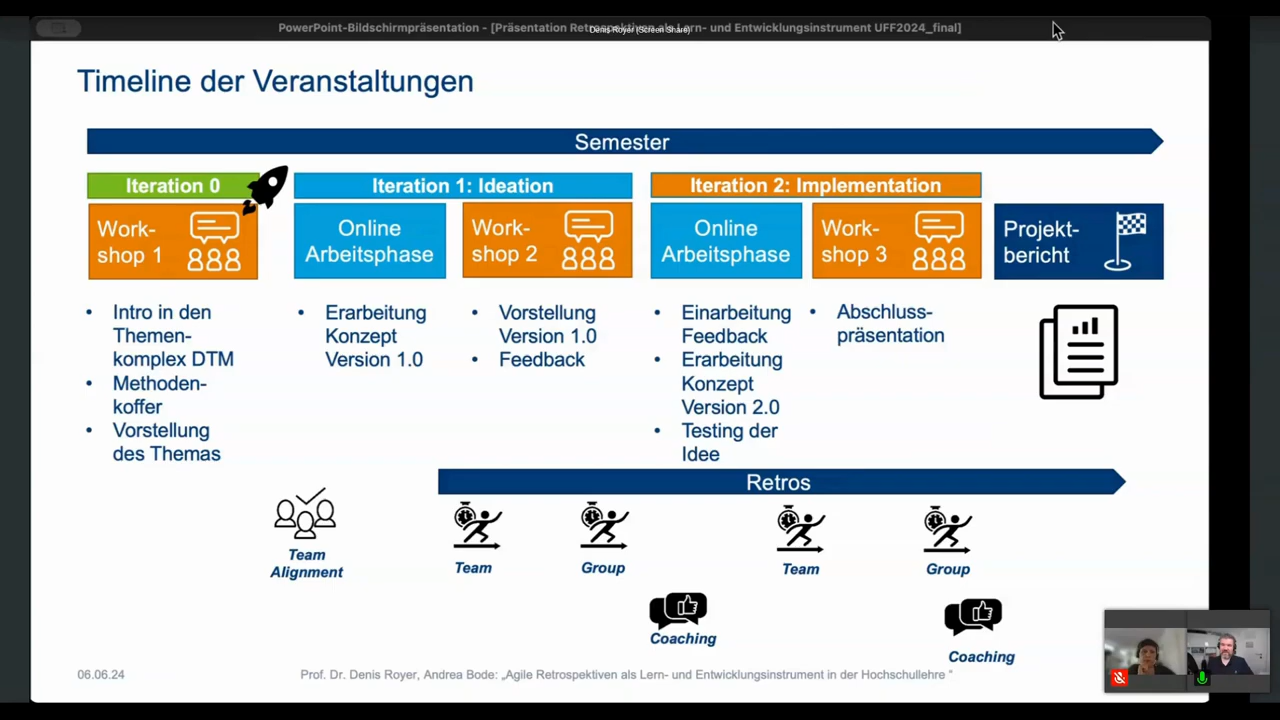 PowerPoint-Bildschirmpräsentation - [Präsentation Retrospektiven als Lern- und Entwicklungsinstrument UFF2024_final]
Denis Royer (Screen Share)
Timeline der Veranstaltungen
Semester
Iteration 0
Iteration 1: Ideation
Iteration 2: Implementation
Work-
shop 1
Online
Arbeitsphase
Work-
shop 2
Online
Arbeitsphase
Work-
shop 3
Projekt-
bericht
• Intro in den
Themen-
komplex DTM
• Methoden-
koffer
• Vorstellung
des Themas
• Erarbeitung
Konzept
Version 1.0
• Vorstellung
Version 1.0
• Feedback
• Einarbeitung
Feedback
• Erarbeitung
Konzept
Version 2.0
• Testing der
Idee
• Abschluss-
präsentation
Retros
Team
Alignment
Team
Group
Team
Group
Coaching
Coaching
06.06.24
Prof. Dr. Denis Royer, Andrea Bode: „Agile Retrospektiven als Lern- und Entwicklungsinstrument in der Hochschullehre “